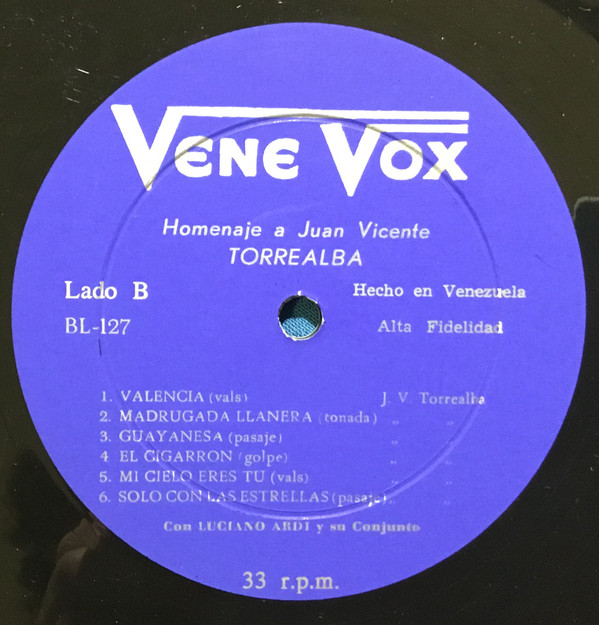 VENE VOX
Homenaje a Juan Vicente
TORREALBA
Lado B
Hecho en Venezuela
BL-127
Alta Fidelidad
1. VALENCIA (vals) J. V. Torrealba
2. MADRUGADA LLANERA (tonada) " "
3. GUAYANESA (pasaje) " "
4 EL CIGARRON (golpe) " "
5. MI CIELO ERES TU (vals) " "
6. SOLO CON LAS ESTRELLAS (pasaje) " "
Con LUCIANO ARDI y su Conjunto
33 r.p.m.